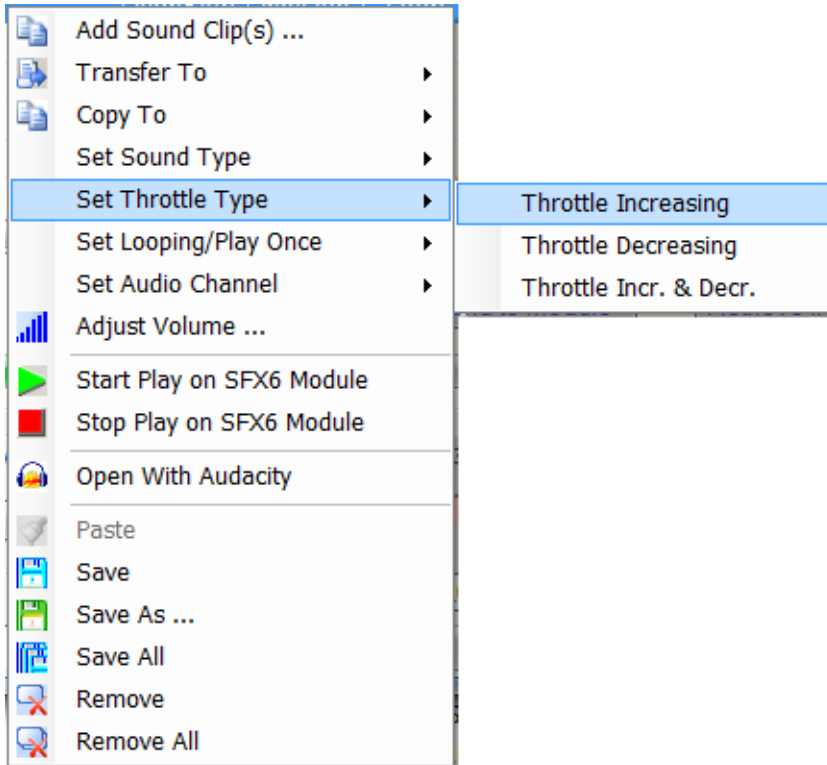 Add Sound Clip(s) ...
Transfer To
Copy To
Set Sound Type
Set Throttle Type
Set Looping/Play Once
Set Audio Channel
Adjust Volume ...
Start Play on SFX6 Module
Stop Play on SFX6 Module
Open With Audacity
Paste
Save
Save As ...
Save All
Remove
Remove All
Throttle Increasing
Throttle Decreasing
Throttle Incr. & Decr.